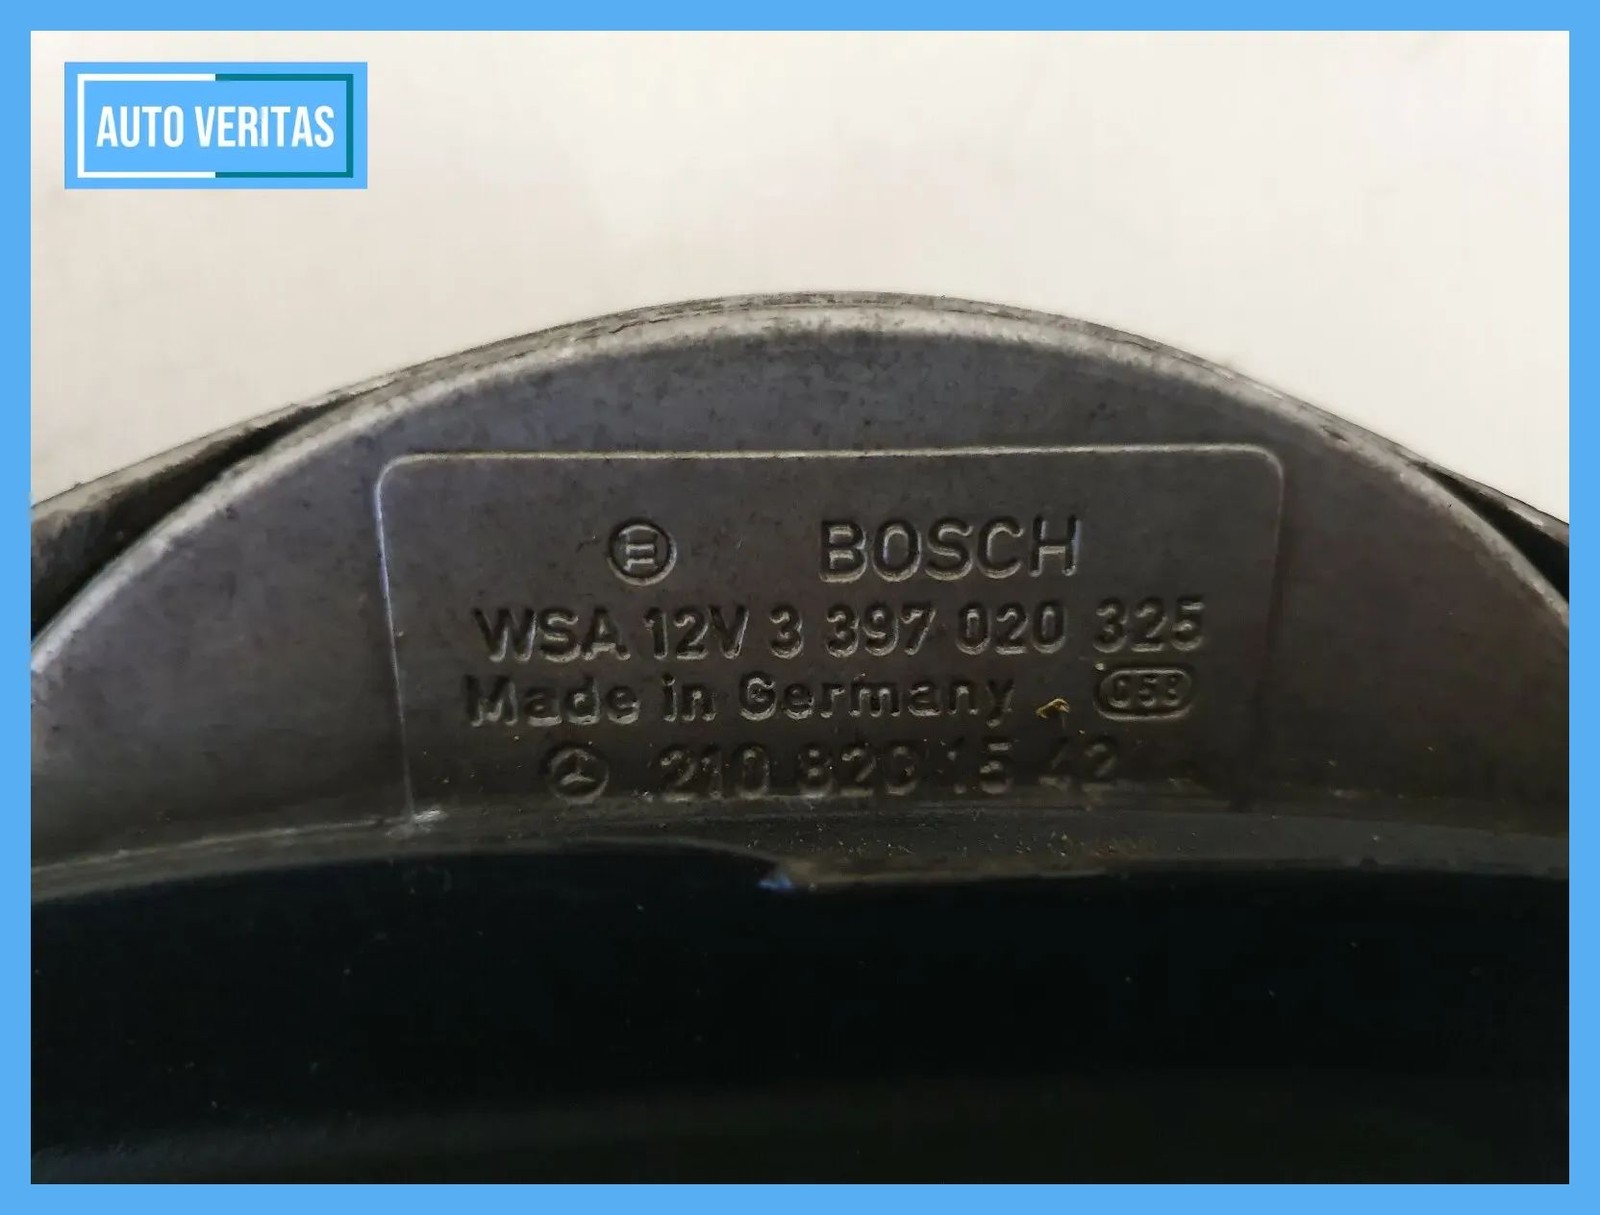 AUTO VERITAS
BOSCH
WSA 12V 3 397 020 325
Made in Germany 058
210 820 15 42